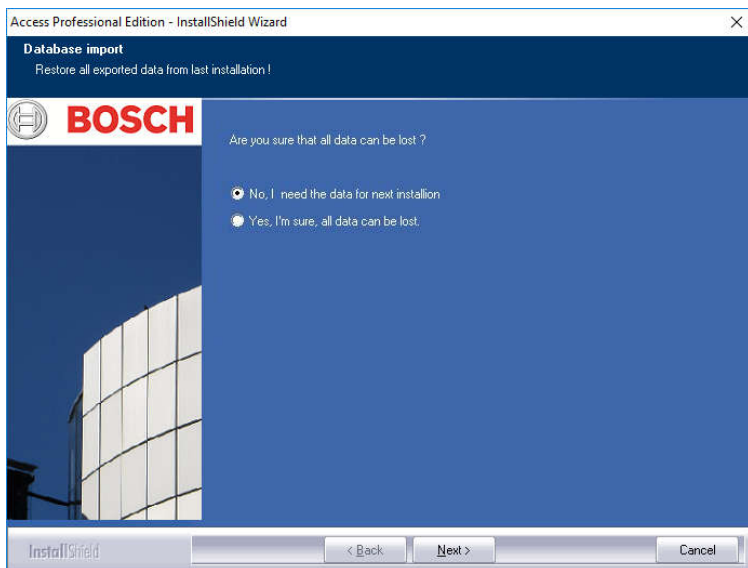 Access Professional Edition - InstallShield Wizard
Database import
Restore all exported data from last installation !
BOSCH
Are you sure that all data can be lost ?
No, I need the data for next installion
Yes, I'm sure, all data can be lost.
InstallShield
< Back
Next >
Cancel